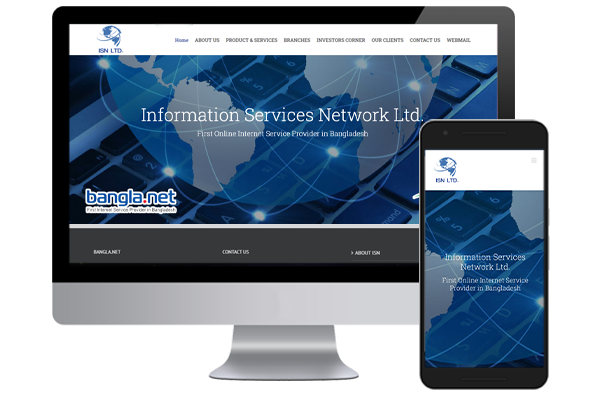 ISN LTD.
Home ABOUT US PRODUCT & SERVICES BRANCHES INVESTORS CORNER OUR CLIENTS CONTACT US WEBMAIL
Information Services Network Ltd.
First Online Internet Service Provider in Bangladesh
bangla.net
First Internet Service Provider in Bangladesh
BANGLA.NET CONTACT US > ABOUT ISN
ISN LTD.
Information Services
Network Ltd.
First Online Internet Service
Provider in Bangladesh